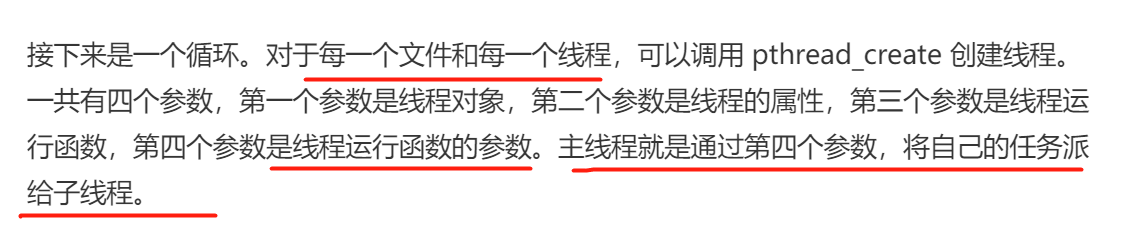 接下来是一个循环。对于每一个文件和每一个线程，可以调用 pthread_create 创建线程。
一共有四个参数，第一个参数是线程对象，第二个参数是线程的属性，第三个参数是线程运
行函数，第四个参数是线程运行函数的参数。主线程就是通过第四个参数，将自己的任务派
给子线程。